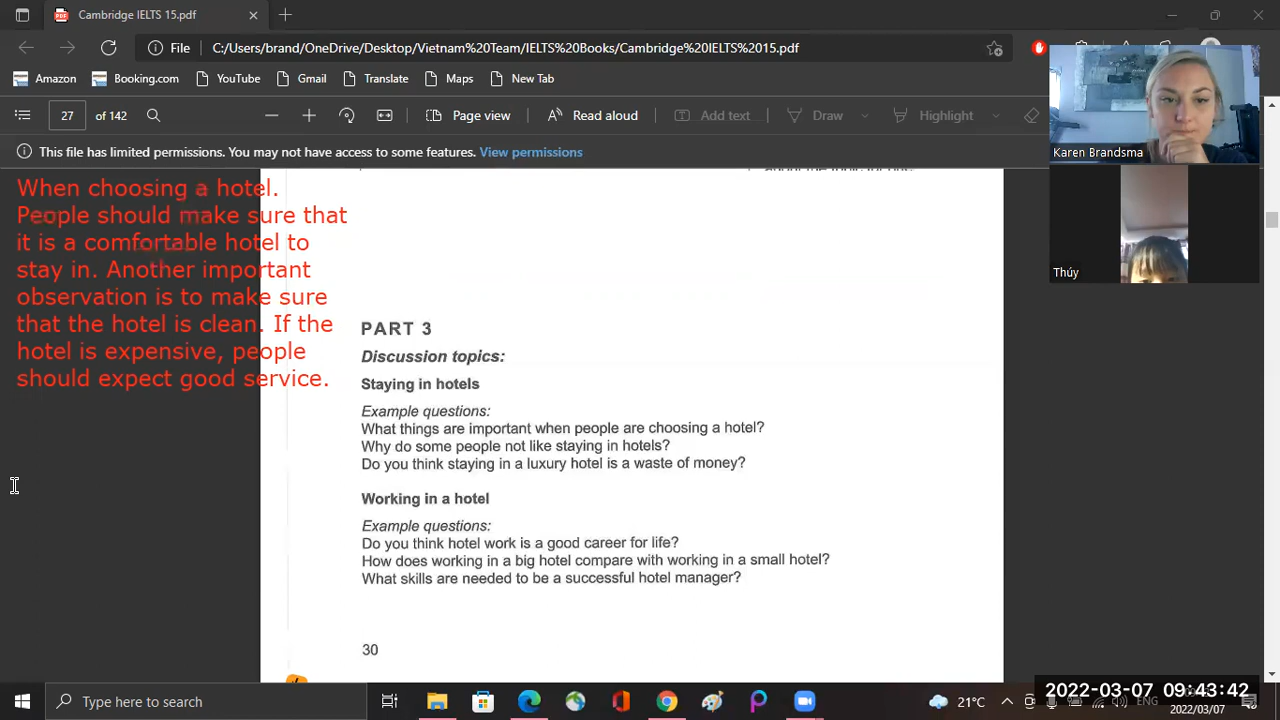 Cambridge IELTS 15.pdf
File
C:/Users/brand/OneDrive/Desktop/Vietnam%20Team/IELTS%20Books/Cambridge%20IELTS%2015.pdf
Amazon
Booking.com
YouTube
Gmail
Translate
Maps
New Tab
27 of 142
Page view
Read aloud
Add text
Draw
Highlight
This file has limited permissions. You may not have access to some features. View permissions
Karen Brandsma
Thúy
When choosing a hotel.
People should make sure that
it is a comfortable hotel to
stay in. Another important
observation is to make sure
that the hotel is clean. If the
hotel is expensive, people
should expect good service.
PART 3
Discussion topics:
Staying in hotels
Example questions:
What things are important when people are choosing a hotel?
Why do some people not like staying in hotels?
Do you think staying in a luxury hotel is a waste of money?
Working in a hotel
Example questions:
Do you think hotel work is a good career for life?
How does working in a big hotel compare with working in a small hotel?
What skills are needed to be a successful hotel manager?
30
Type here to search
21°C
ENG
2022-03-07 09:43:42
2022/03/07